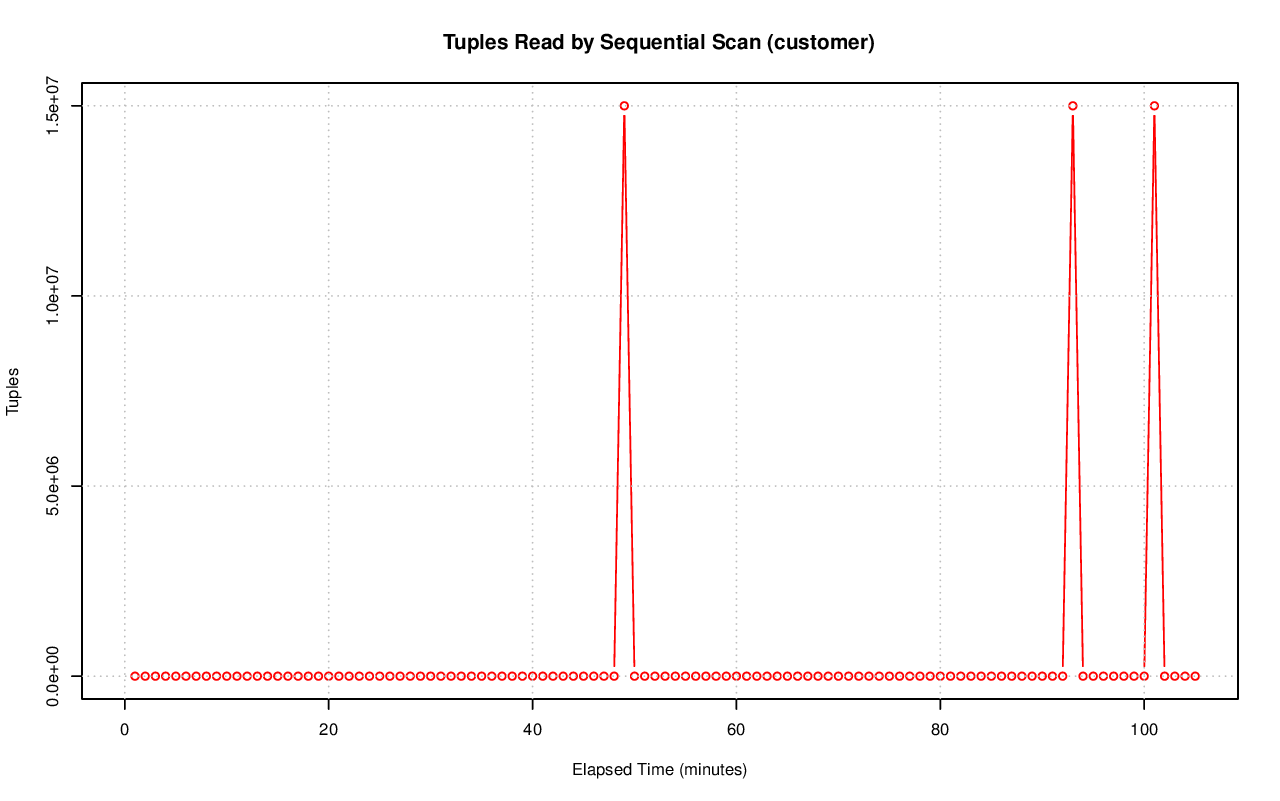 Tuples Read by Sequential Scan (customer)
1.5e+07
1.0e+07
5.0e+06
0.0e+00
Tuples
0 20 40 60 80 100
Elapsed Time (minutes)